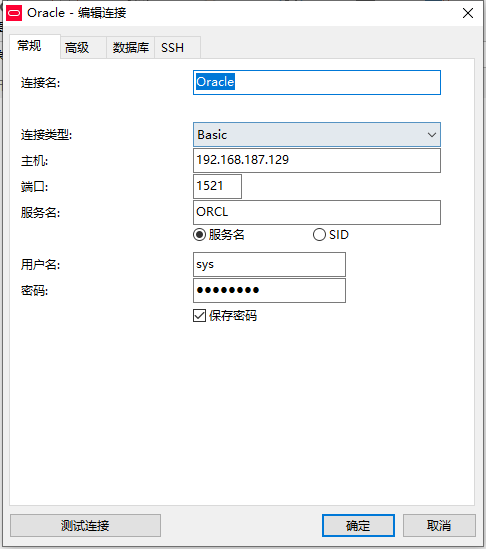 Oracle - 编辑连接
常规 高级 数据库 SSH
连接名: Oracle
连接类型: Basic
主机: 192.168.187.129
端口: 1521
服务名: ORCL
服务名 SID
用户名: sys
密码: ●●●●●●●●
保存密码
测试连接 确定 取消